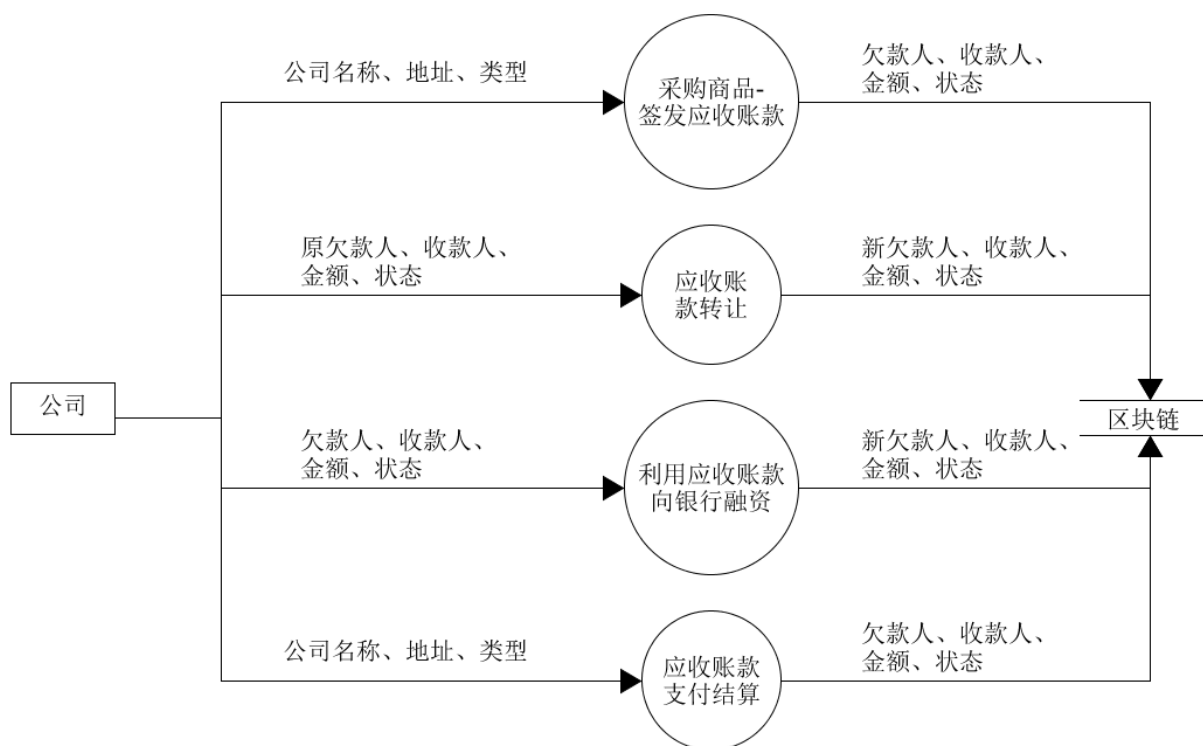 公司名称、地址、类型
采购商品-
签发应收账款
欠款人、收款人、
金额、状态
原欠款人、收款人、
金额、状态
应收账
款转让
新欠款人、收款人、
金额、状态
公司
欠款人、收款人、
金额、状态
利用应收账款
向银行融资
新欠款人、收款人、
金额、状态
区块链
公司名称、地址、类型
应收账款
支付结算
欠款人、收款人、
金额、状态